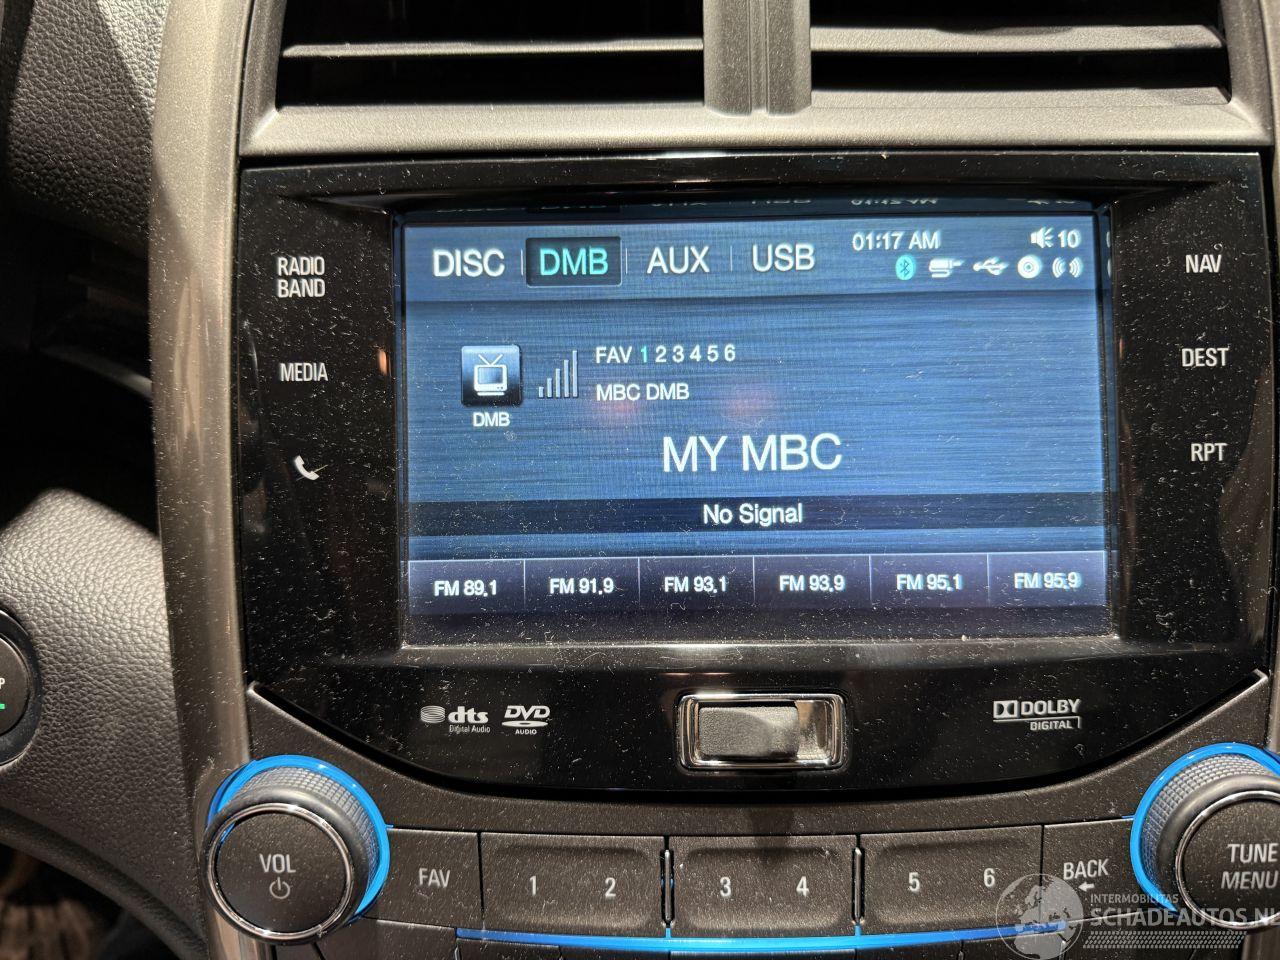 DISC DMB AUX USB 01:17 AM 10
RADIO BAND
NAV
MEDIA
DEST
RPT
FAV 1 2 3 4 5 6
MBC DMB
DMB
MY MBC
No Signal
FM 89.1 FM 91.9 FM 93.1 FM 93.9 FM 95.1 FM 95.9
dts Digital Audio
DVD AUDIO
DOLBY DIGITAL
VOL
FAV 1 2 3 4 5 6 BACK
TUNE MENU
INTERMOBILITAS
SCHADEAUTOS.NL